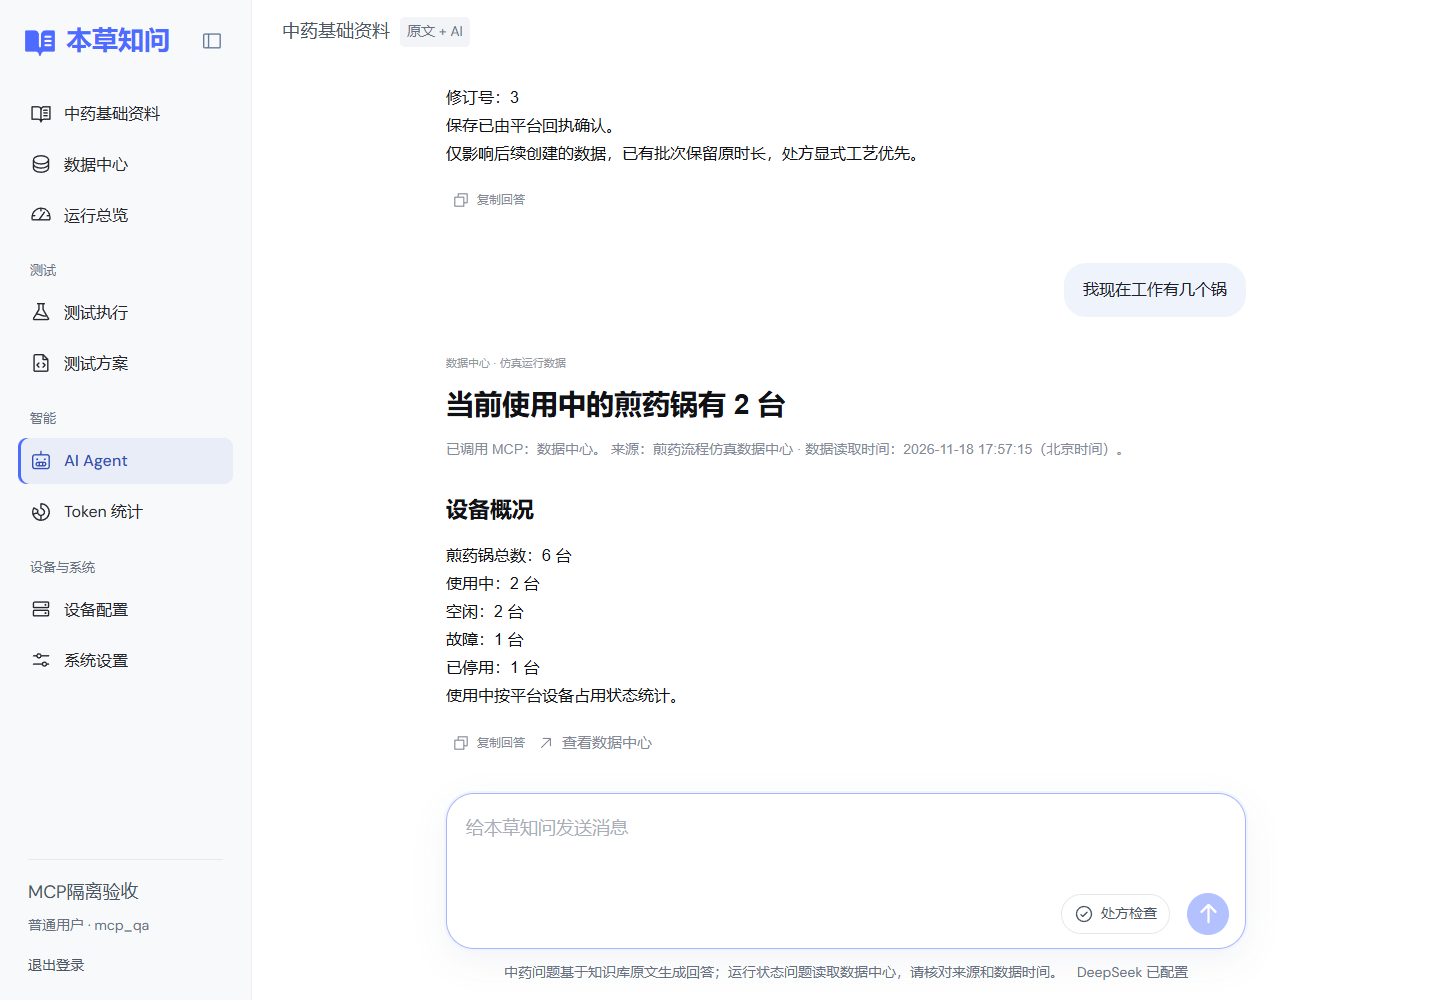 本草知问
中药基础资料
数据中心
运行总览
测试
测试执行
测试方案
智能
AI Agent
Token 统计
设备与系统
设备配置
系统设置
MCP隔离验收
普通用户 · mcp_qa
退出登录
中药基础资料 原文 + AI
修订号：3
保存已由平台回执确认。
仅影响后续创建的数据，已有批次保留原时长，处方显式工艺优先。
复制回答
我现在工作有几个锅
数据中心 · 仿真运行数据
当前使用中的煎药锅有 2 台
已调用 MCP：数据中心。 来源：煎药流程仿真数据中心 · 数据读取时间：2026-11-18 17:57:15（北京时间）。
设备概况
煎药锅总数：6 台
使用中：2 台
空闲：2 台
故障：1 台
已停用：1 台
使用中按平台设备占用状态统计。
复制回答 查看数据中心
给本草知问发送消息
处方检查
中药问题基于知识库原文生成回答；运行状态问题读取数据中心，请核对来源和数据时间。 DeepSeek 已配置